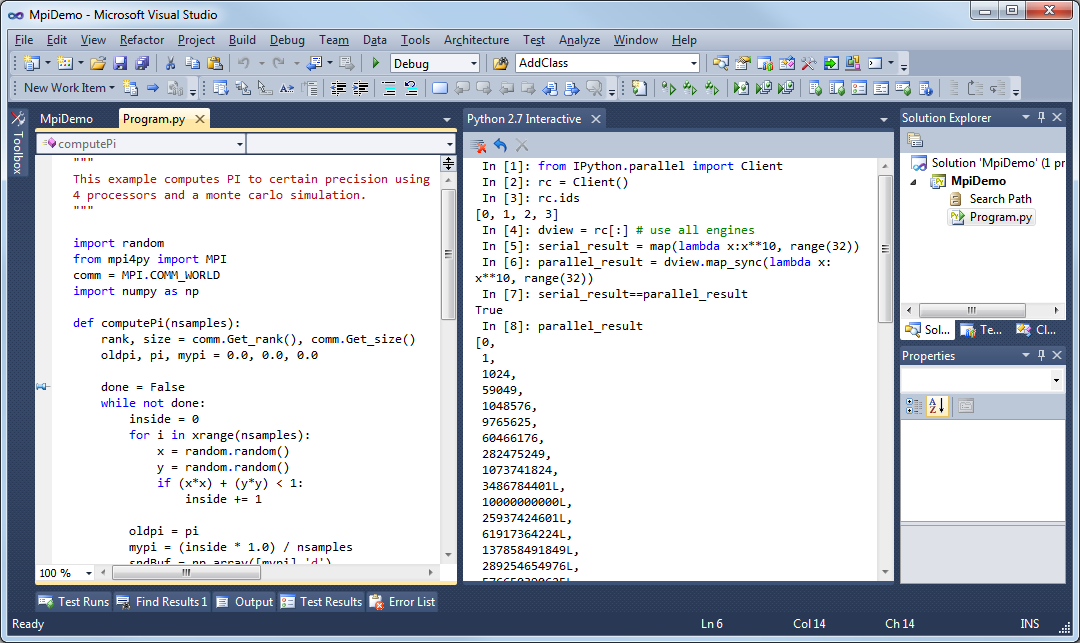 MpiDemo - Microsoft Visual Studio
File Edit View Refactor Project Build Debug Team Data Tools Architecture Test Analyze Window Help
Debug AddClass
New Work Item
Toolbox
MpiDemo Program.py
computePi
"""
This example computes PI to certain precision using
4 processors and a monte carlo simulation.
"""
import random
from mpi4py import MPI
comm = MPI.COMM_WORLD
import numpy as np
def computePi(nsamples):
rank, size = comm.Get_rank(), comm.Get_size()
oldpi, pi, mypi = 0.0, 0.0, 0.0
done = False
while not done:
inside = 0
for i in xrange(nsamples):
x = random.random()
y = random.random()
if (x*x) + (y*y) < 1:
inside += 1
oldpi = pi
mypi = (inside * 1.0) / nsamples
sndBuf = np.array([mypi],'d')
100 %
Python 2.7 Interactive
In [1]: from IPython.parallel import Client
In [2]: rc = Client()
In [3]: rc.ids
[0, 1, 2, 3]
In [4]: dview = rc[:] # use all engines
In [5]: serial_result = map(lambda x:x**10, range(32))
In [6]: parallel_result = dview.map_sync(lambda x:
x**10, range(32))
In [7]: serial_result==parallel_result
True
In [8]: parallel_result
[0,
1,
1024,
59049,
1048576,
9765625,
60466176,
282475249,
1073741824,
3486784401L,
10000000000L,
25937424601L,
61917364224L,
137858491849L,
289254654976L,
576650390625L,
Solution Explorer
Solution 'MpiDemo' (1 pr
MpiDemo
Search Path
Program.py
Sol... Te... Cl...
Properties
Test Runs Find Results 1 Output Test Results Error List
Ready Ln 6 Col 14 Ch 14 INS